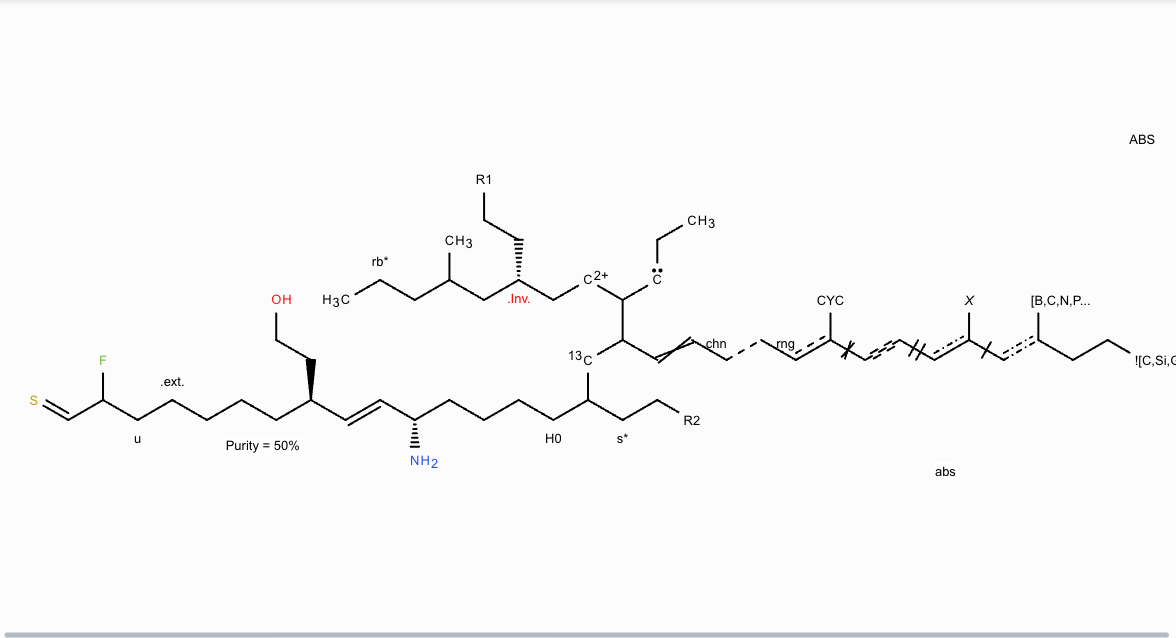 ABS
R1
CH3
CH3
rb*
C2+
C
H3C
.Inv.
OH
CYC
X
[B,C,N,P...
chn
rng
13C
F
![C,Si,G
.ext.
S
R2
u
Purity = 50%
H0
s*
NH2
abs